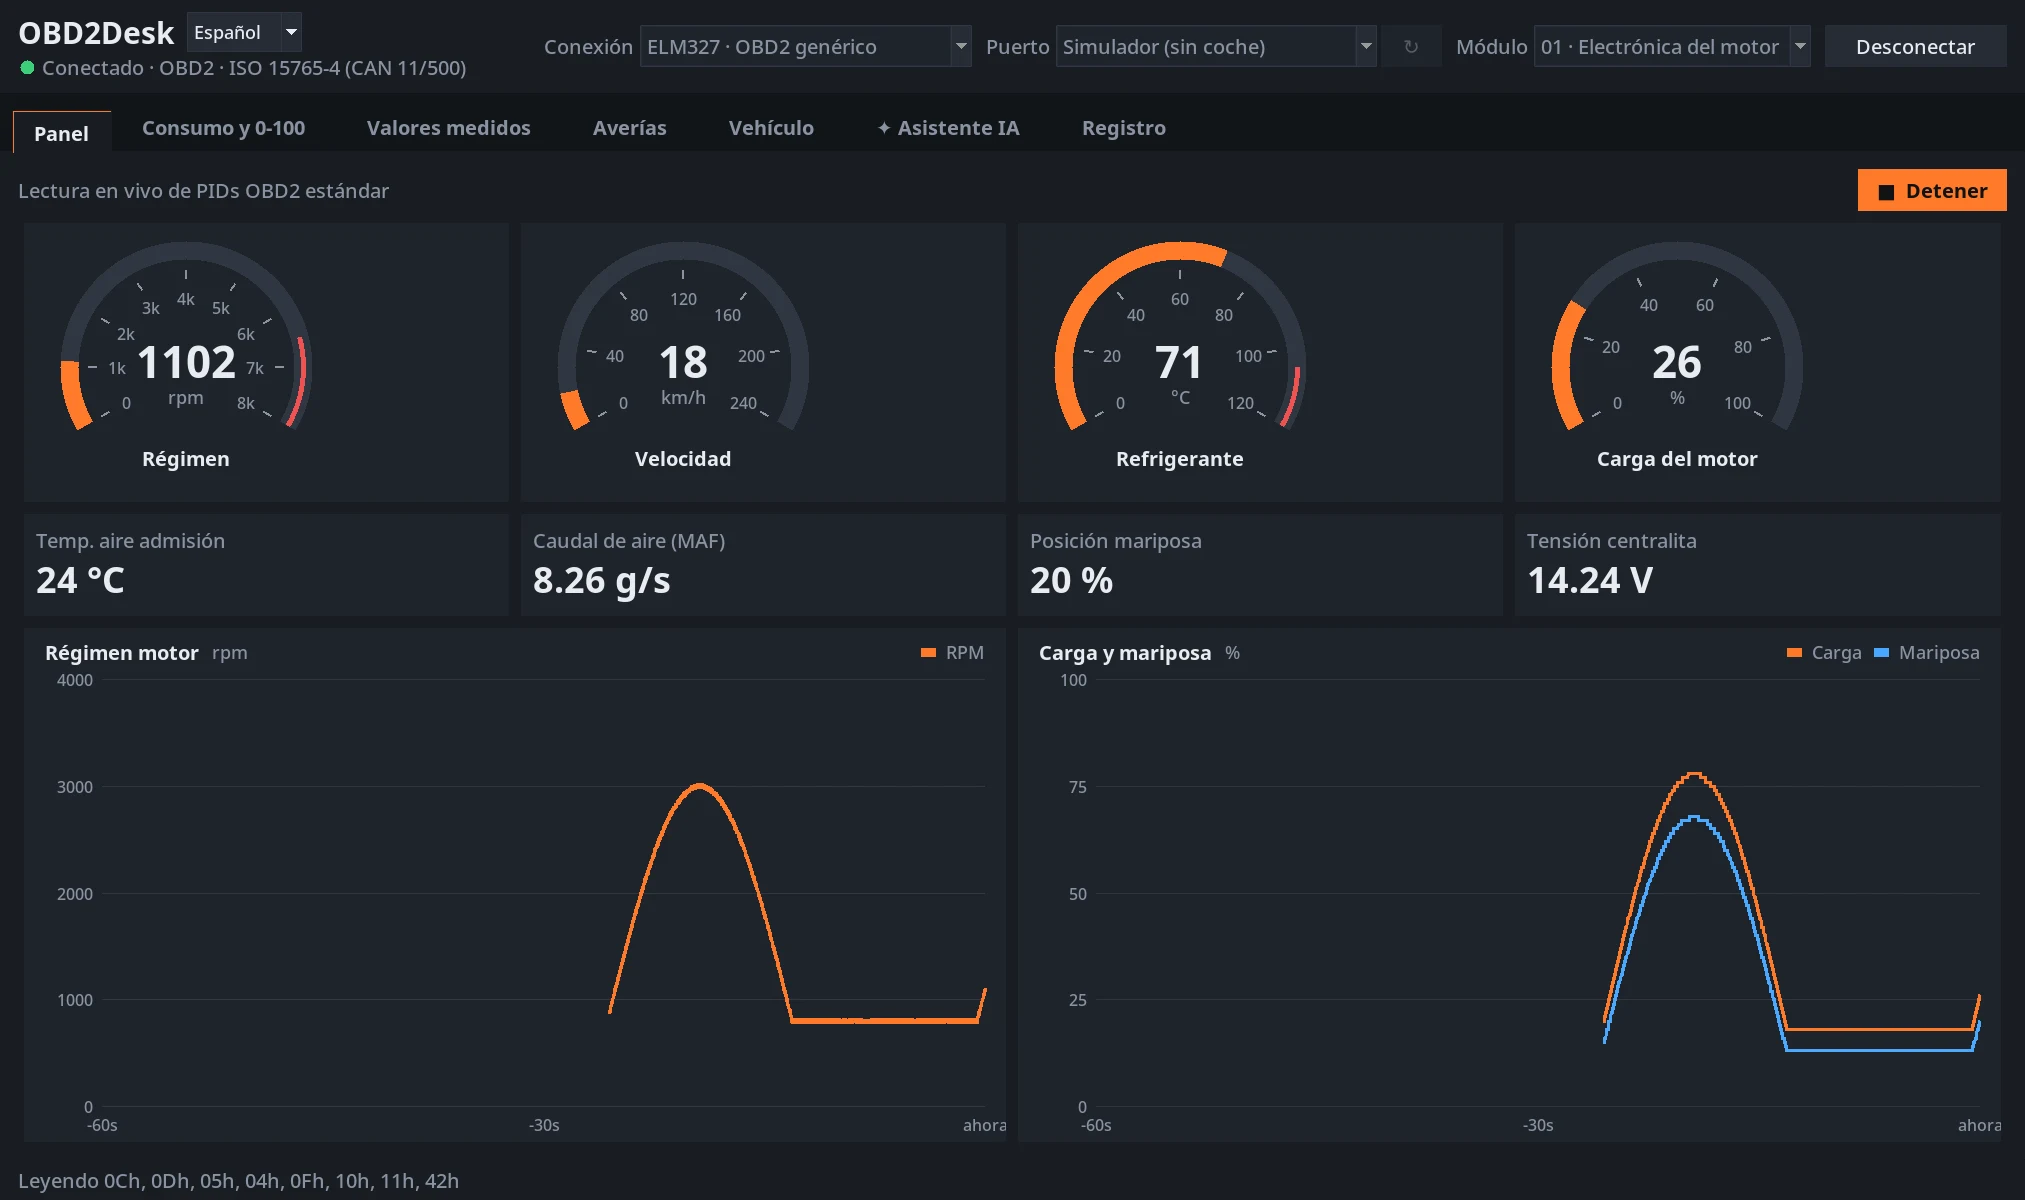 OBD2Desk Español
Conexión ELM327 · OBD2 genérico Puerto Simulador (sin coche) ↻ Módulo 01 · Electrónica del motor Desconectar
Conectado · OBD2 · ISO 15765-4 (CAN 11/500)
Panel Consumo y 0-100 Valores medidos Averías Vehículo ✦ Asistente IA Registro
Lectura en vivo de PIDs OBD2 estándar
■ Detener
0 1k 2k 3k 4k 5k 6k 7k 8k
1102
rpm
Régimen
0 40 80 120 160 200 240
18
km/h
Velocidad
0 20 40 60 80 100 120
71
°C
Refrigerante
0 20 40 60 80 100
26
%
Carga del motor
Temp. aire admisión
24 °C
Caudal de aire (MAF)
8.26 g/s
Posición mariposa
20 %
Tensión centralita
14.24 V
Régimen motor rpm
RPM
4000
3000
2000
1000
0
-60s -30s ahora
Carga y mariposa %
Carga Mariposa
100
75
50
25
0
-60s -30s ahora
Leyendo 0Ch, 0Dh, 05h, 04h, 0Fh, 10h, 11h, 42h